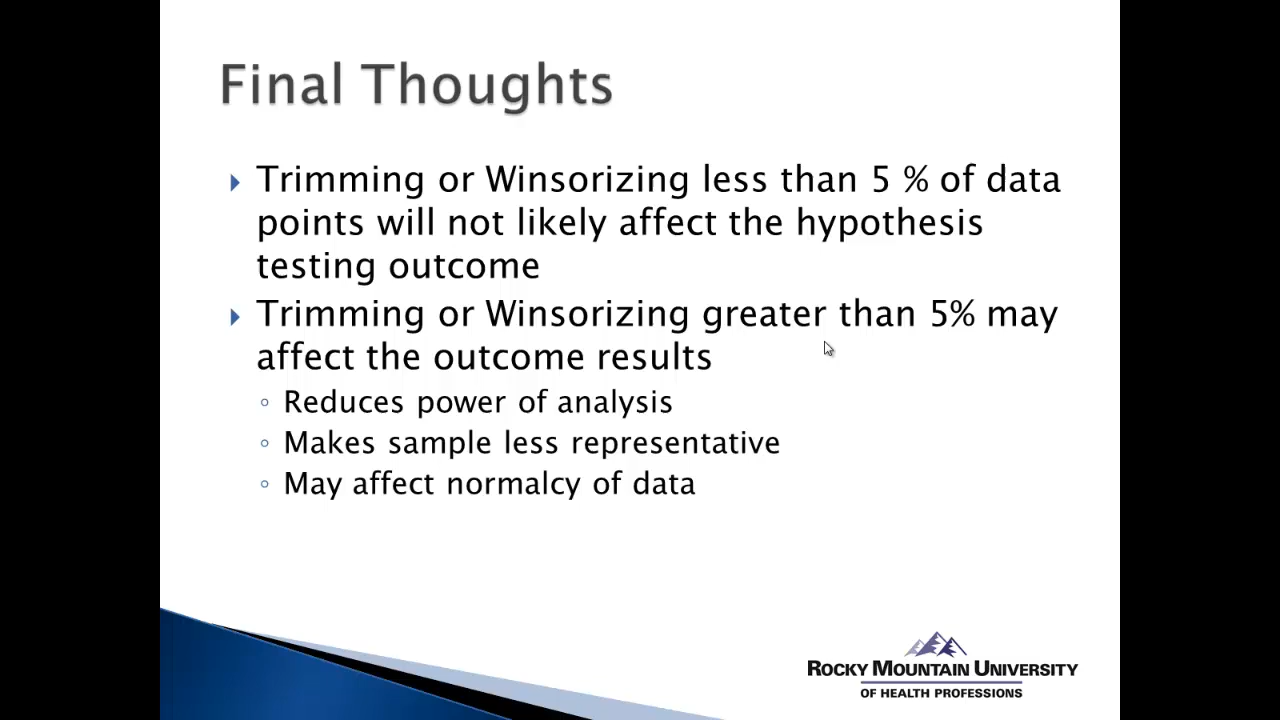 Final Thoughts
Trimming or Winsorizing less than 5 % of data
points will not likely affect the hypothesis
testing outcome
Trimming or Winsorizing greater than 5% may
affect the outcome results
Reduces power of analysis
Makes sample less representative
May affect normalcy of data
ROCKY MOUNTAIN UNIVERSITY
OF HEALTH PROFESSIONS